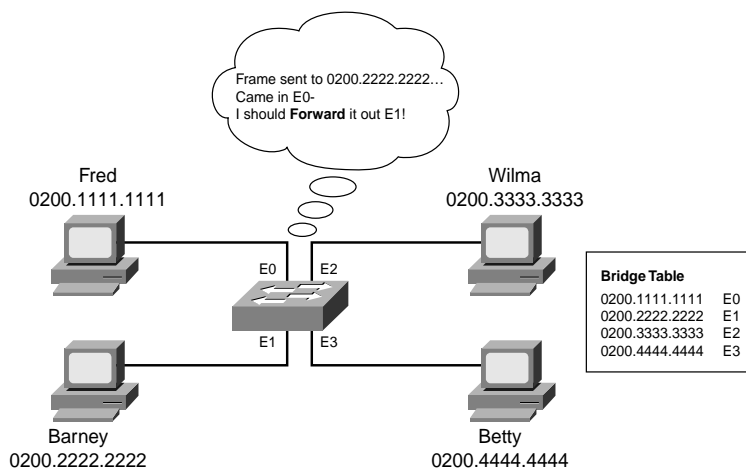 Frame sent to 0200.2222.2222…
Came in E0-
I should Forward it out E1!
Fred
0200.1111.1111
Wilma
0200.3333.3333
E0
E2
E1
E3
Bridge Table
0200.1111.1111 E0
0200.2222.2222 E1
0200.3333.3333 E2
0200.4444.4444 E3
Barney
0200.2222.2222
Betty
0200.4444.4444